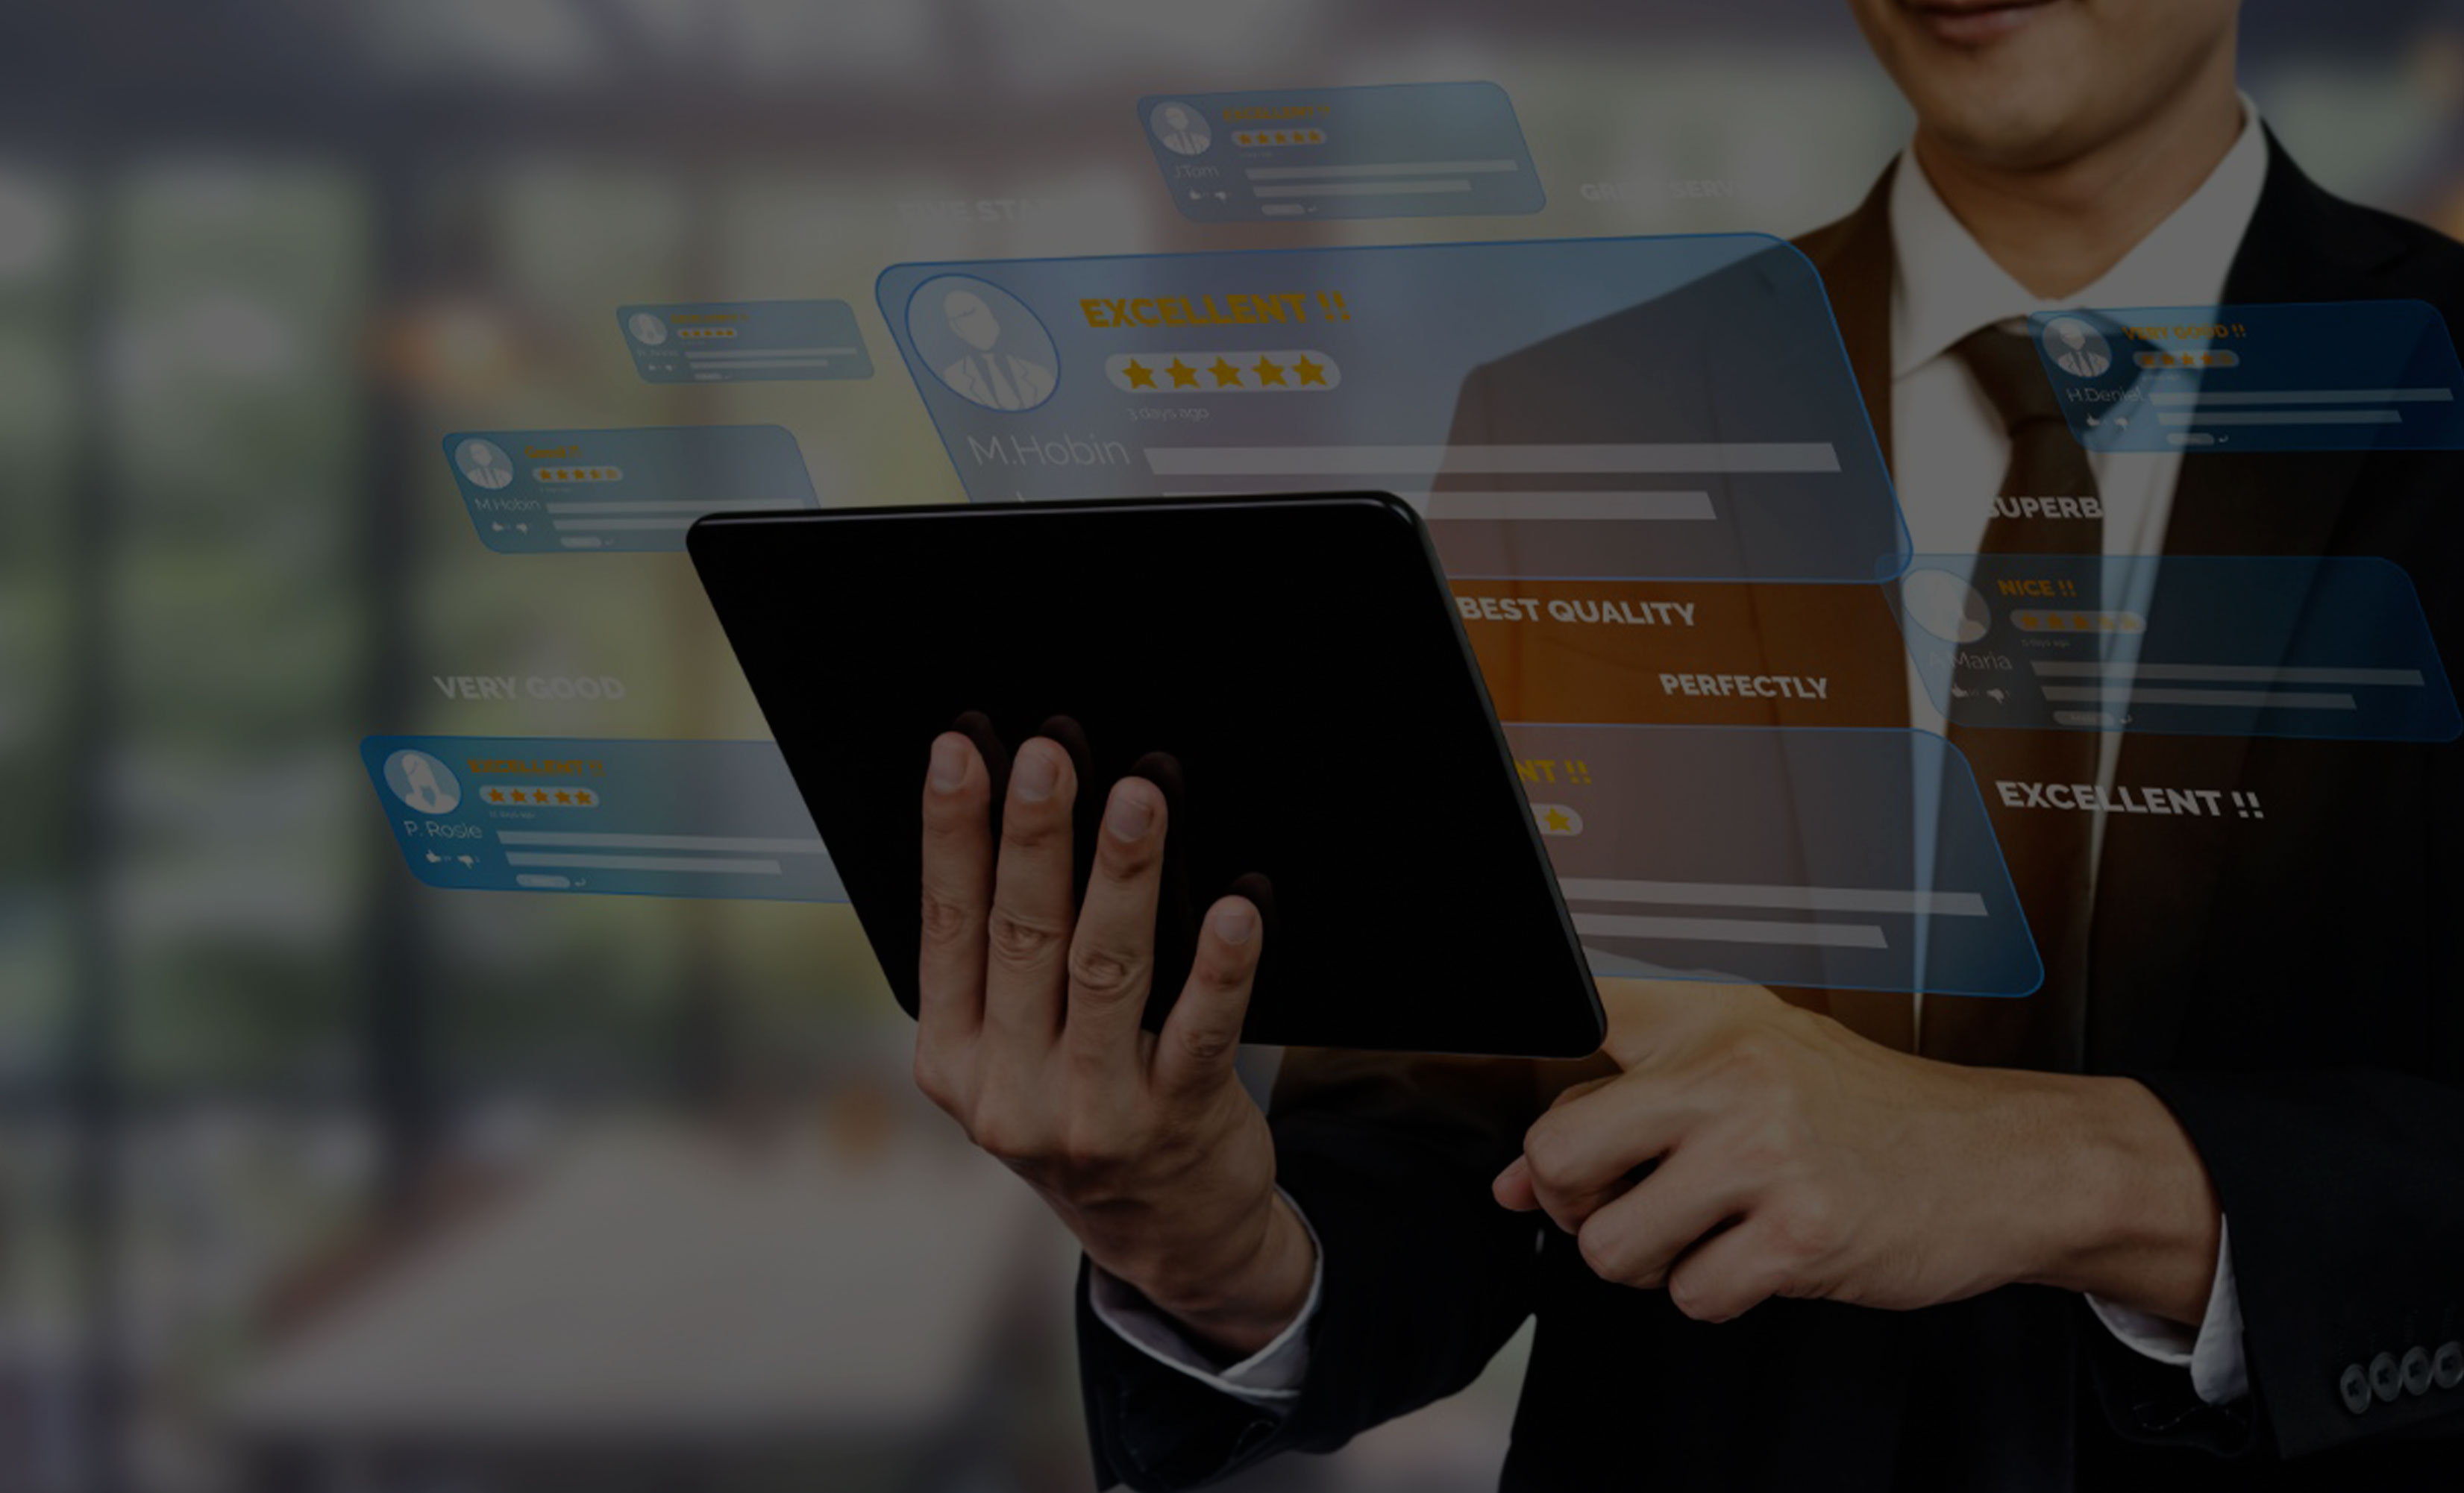 EXCELLENT !!
J.Tom
EXCELLENT !!
3 days ago
M.Hobin
VERY GOOD !!
H.Deniel
Good !!
M.Hobin
SUPERB
NICE !!
A.Maria
BEST QUALITY
PERFECTLY
VERY GOOD
EXCELLENT !!
P. Rosie
NT !!
EXCELLENT !!